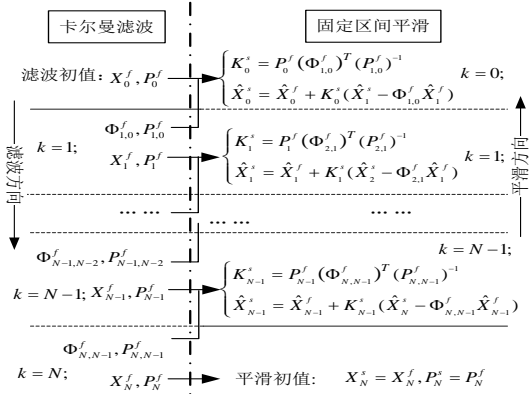 卡尔曼滤波
固定区间平滑
滤波初值: X_0^f, P_0^f
K_0^s = P_0^f (Φ_{1,0}^f)^T (P_{1,0}^f)^{-1}
X̂_0^s = X̂_0^f + K_0^s (X̂_1^s − Φ_{1,0}^f X̂_1^f)
k = 0;
Φ_{1,0}^f, P_{1,0}^f
k = 1;
X_1^f, P_1^f
K_1^s = P_1^f (Φ_{2,1}^f)^T (P_{2,1}^f)^{-1}
X̂_1^s = X̂_1^f + K_1^s (X̂_2^s − Φ_{2,1}^f X̂_1^f)
k = 1;
滤波方向
平滑方向
… …
… …
… …
k = N−1;
Φ_{N−1,N−2}^f, P_{N−1,N−2}^f
k = N−1; X_{N−1}^f, P_{N−1}^f
K_{N−1}^s = P_{N−1}^f (Φ_{N,N−1}^f)^T (P_{N,N−1}^f)^{-1}
X̂_{N−1}^s = X̂_{N−1}^f + K_{N−1}^s (X̂_N^s − Φ_{N,N−1}^f X̂_{N−1}^f)
Φ_{N,N−1}^f, P_{N,N−1}^f
k = N;
X_N^f, P_N^f
平滑初值: X_N^s = X_N^f, P_N^s = P_N^f